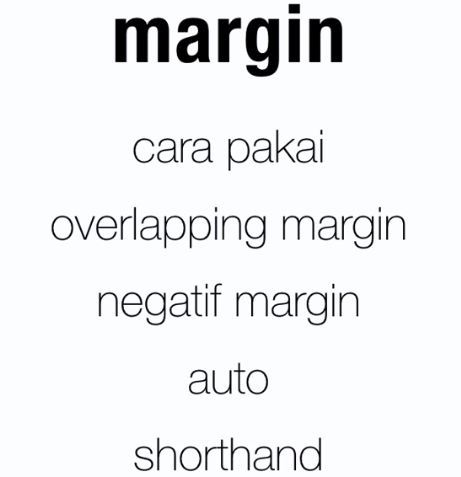 margin
cara pakai
overlapping margin
negatif margin
auto
shorthand